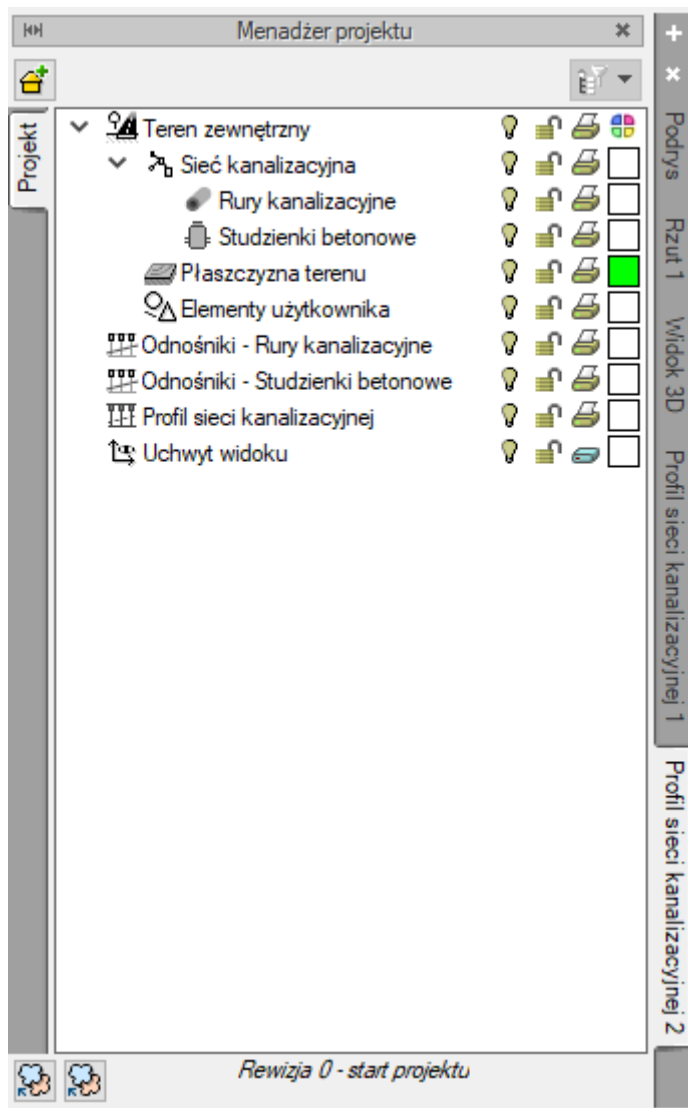 Menadżer projektu
Projekt
Teren zewnętrzny
Sieć kanalizacyjna
Rury kanalizacyjne
Studzienki betonowe
Płaszczyzna terenu
Elementy użytkownika
Odnośniki - Rury kanalizacyjne
Odnośniki - Studzienki betonowe
Profil sieci kanalizacyjnej
Uchwyt widoku
Rewizja 0 - start projektu
Podrys
Rzut 1
Widok 3D
Profil sieci kanalizacyjnej 1
Profil sieci kanalizacyjnej 2